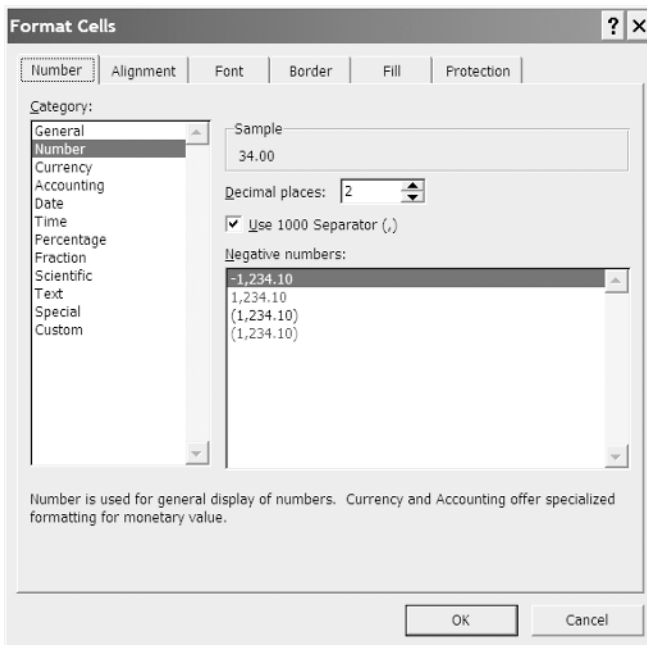 Format Cells
? ×
Number Alignment Font Border Fill Protection
Category:
General
Number
Currency
Accounting
Date
Time
Percentage
Fraction
Scientific
Text
Special
Custom
Sample
34.00
Decimal places: 2
Use 1000 Separator (,)
Negative numbers:
-1,234.10
1,234.10
(1,234.10)
(1,234.10)
Number is used for general display of numbers.  Currency and Accounting offer specialized
formatting for monetary value.
OK Cancel